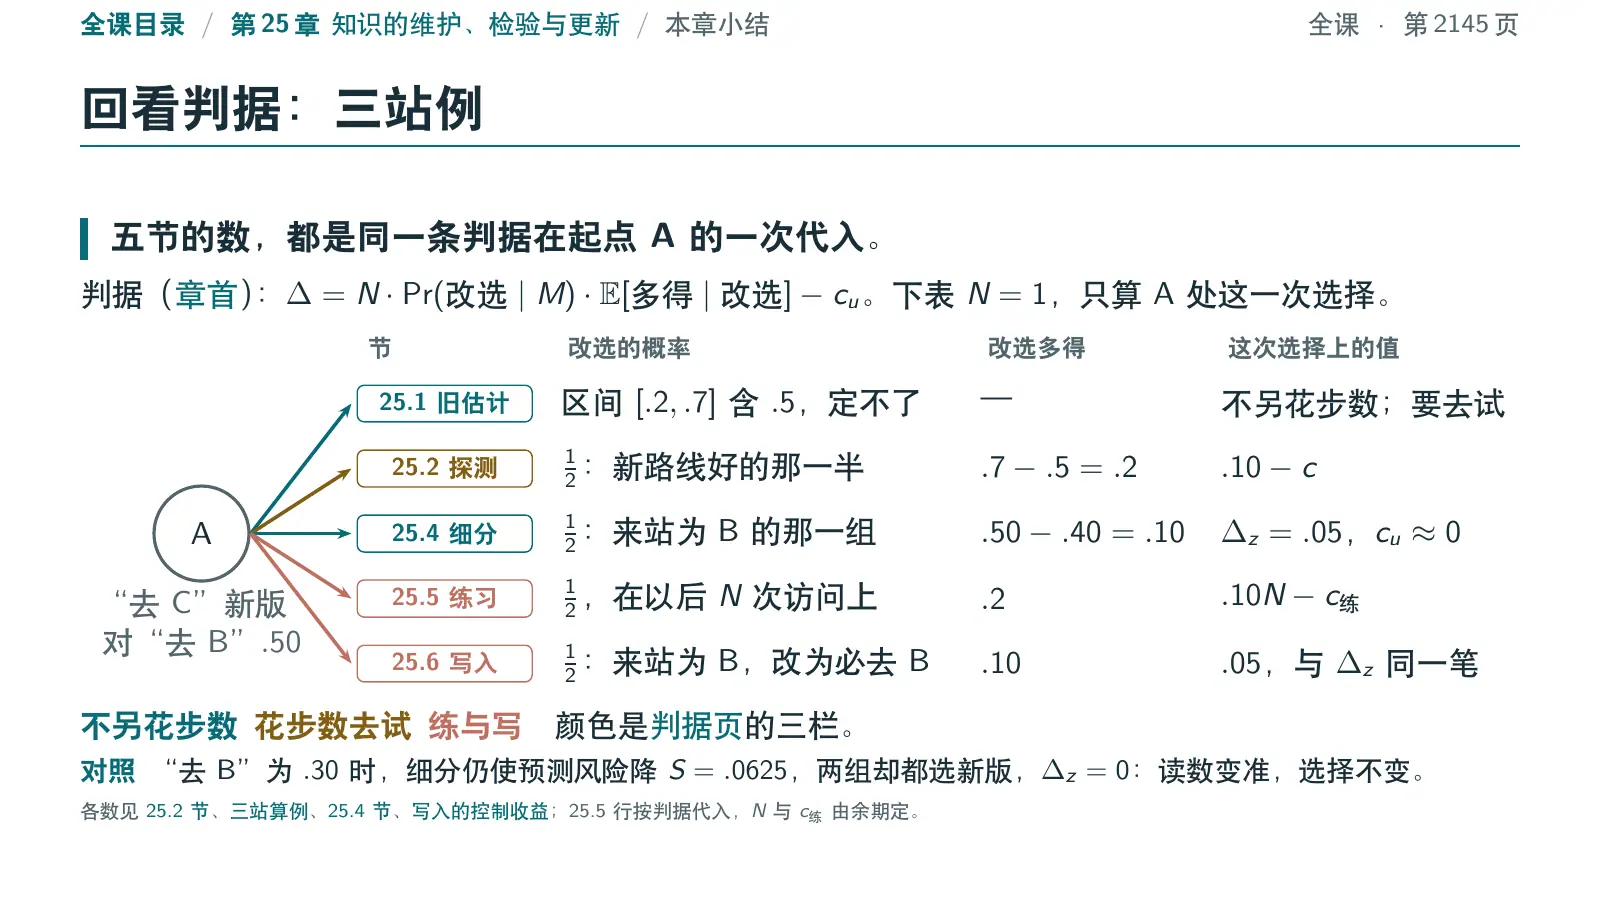 全课目录 / 第 25 章 知识的维护、检验与更新 / 本章小结 全课 · 第 2145 页
回看判据：三站例
五节的数，都是同一条判据在起点 A 的一次代入。
判据（章首）：Δ = N · Pr(改选 | M) · 𝔼[多得 | 改选] − c_u。下表 N = 1，只算 A 处这一次选择。
节 改选的概率 改选多得 这次选择上的值
25.1 旧估计 区间 [.2, .7] 含 .5，定不了 — 不另花步数；要去试
25.2 探测 1/2：新路线好的那一半 .7 − .5 = .2 .10 − c
25.4 细分 1/2：来站为 B 的那一组 .50 − .40 = .10 Δ_z = .05，c_u ≈ 0
25.5 练习 1/2，在以后 N 次访问上 .2 .10N − c_练
25.6 写入 1/2：来站为 B，改为必去 B .10 .05，与 Δ_z 同一笔
A
“去 C”新版
对“去 B”.50
不另花步数 花步数去试 练与写 颜色是判据页的三栏。
对照 “去 B”为 .30 时，细分仍使预测风险降 S = .0625，两组却都选新版，Δ_z = 0：读数变准，选择不变。
各数见 25.2 节、三站算例、25.4 节、写入的控制收益；25.5 行按判据代入，N 与 c_练 由余期定。